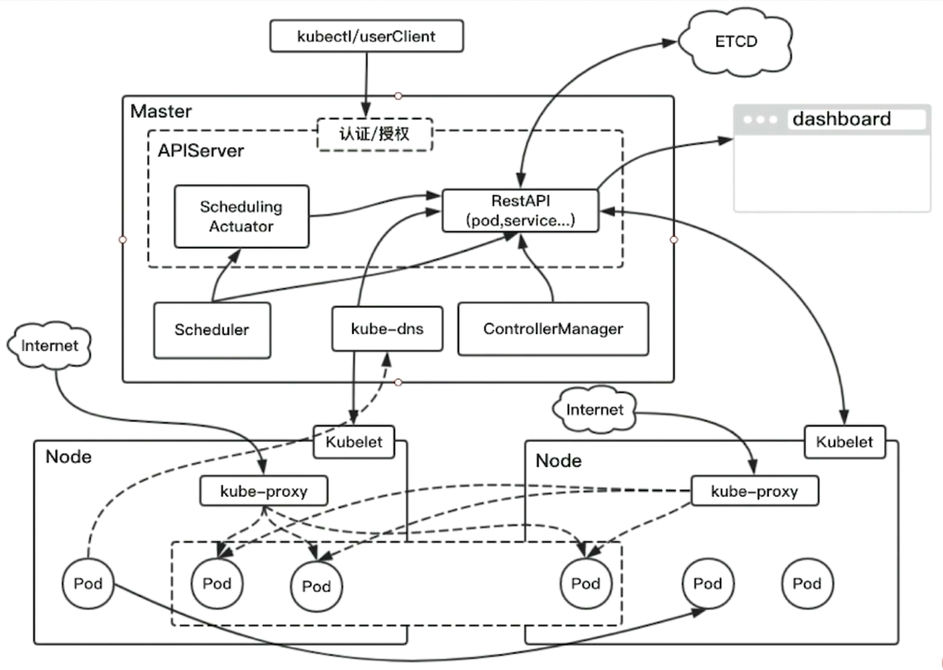 kubectl/userClient
ETCD
Master
认证/授权
dashboard
APIServer
Scheduling
Actuator
RestAPI
(pod,service...)
Scheduler
kube-dns
ControllerManager
Internet
Internet
Node
Kubelet
Node
Kubelet
kube-proxy
kube-proxy
Pod
Pod
Pod
Pod
Pod
Pod